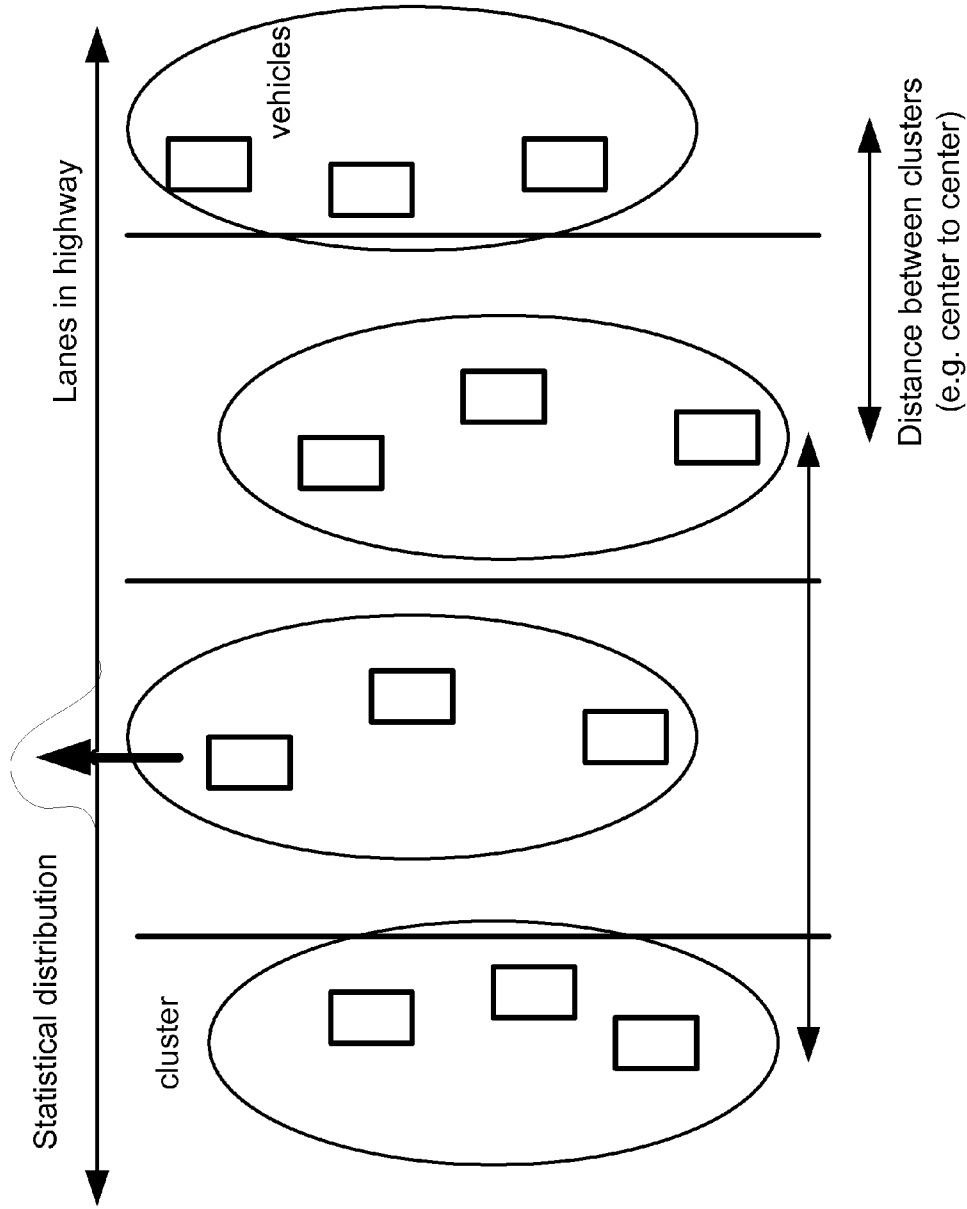 Statistical distribution
Lanes in highway
cluster
vehicles
Distance between clusters
(e.g. center to center)